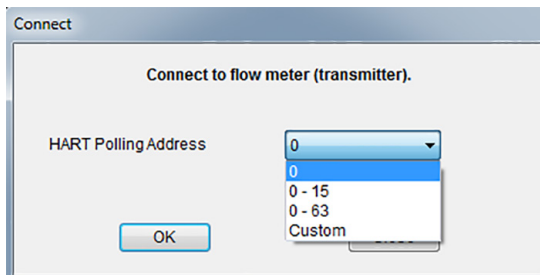 Connect
Connect to flow meter (transmitter).
HART Polling Address
0
0
0 - 15
0 - 63
Custom
OK